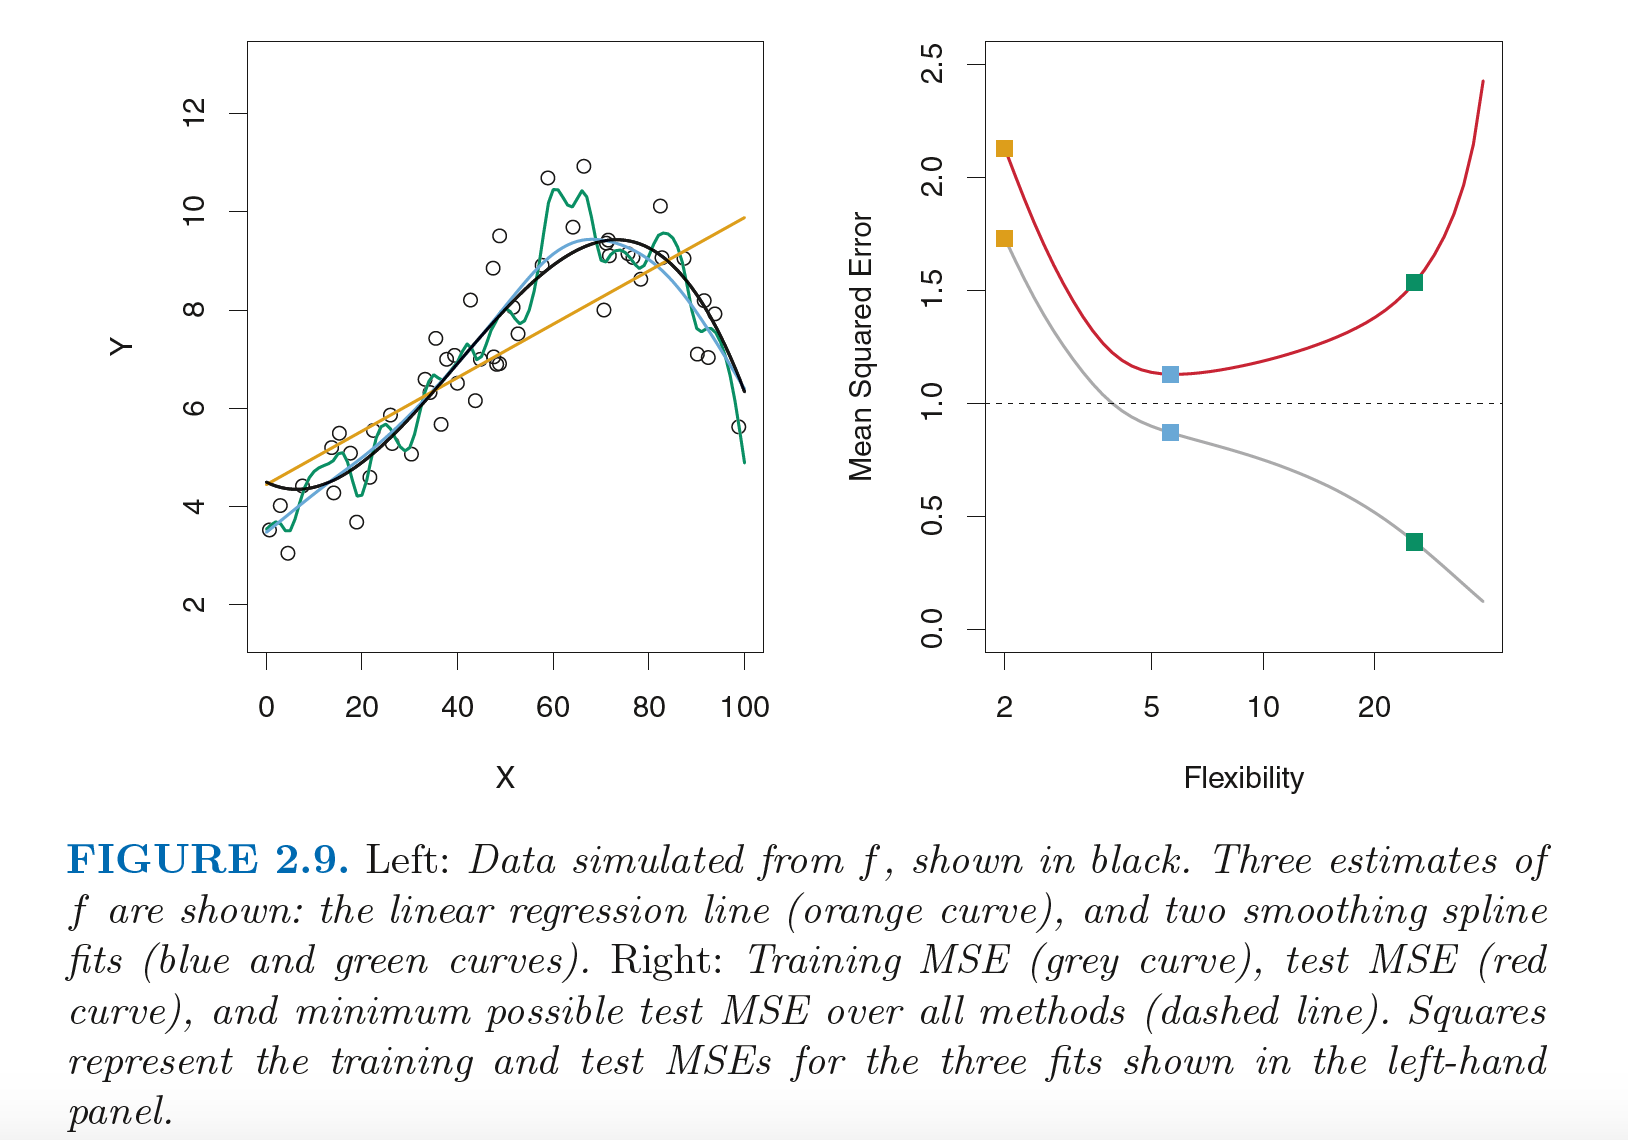 12
10
8
6
4
2
Y
0 20 40 60 80 100
X
2.5
2.0
1.5
1.0
0.5
0.0
Mean Squared Error
2 5 10 20
Flexibility
FIGURE 2.9. Left: Data simulated from f, shown in black. Three estimates of
f are shown: the linear regression line (orange curve), and two smoothing spline
fits (blue and green curves). Right: Training MSE (grey curve), test MSE (red
curve), and minimum possible test MSE over all methods (dashed line). Squares
represent the training and test MSEs for the three fits shown in the left-hand
panel.